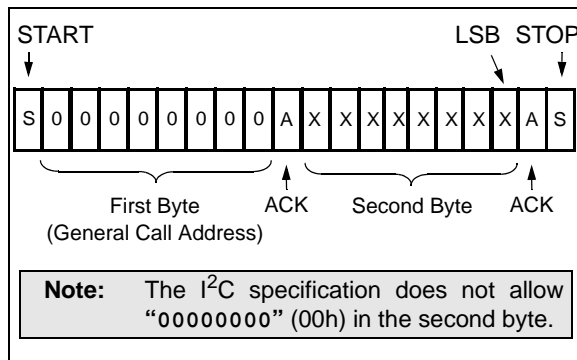 START LSB STOP
S 0 0 0 0 0 0 0 0 A X X X X X X X X A S
First Byte ACK Second Byte ACK
(General Call Address)
Note: The I²C specification does not allow
“00000000” (00h) in the second byte.